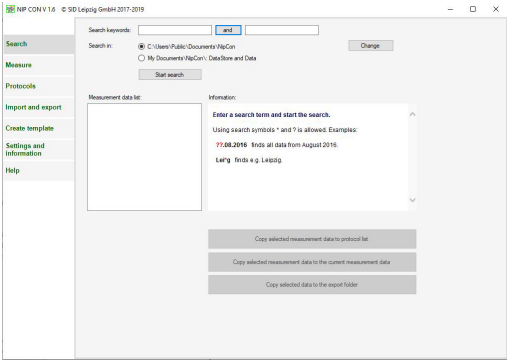 NIP CON V 1.6 © SID Leipzig GmbH 2017-2019
Search
Measure
Protocols
Import and export
Create template
Settings and
information
Help
Search keywords:
and
Search in:
C:\Users\Public\Documents\NipCon
Change
My Documents\NipCon\: DataStore and Data
Start search
Measurement data list:
Information:
Enter a search term and start the search.
Using search symbols * and ? is allowed. Examples:
??.08.2016 finds all data from August 2016.
Lei*g finds e.g. Leipzig.
Copy selected measurement data to protocol list
Copy selected measurement data to the current measurement data
Copy selected data to the export folder